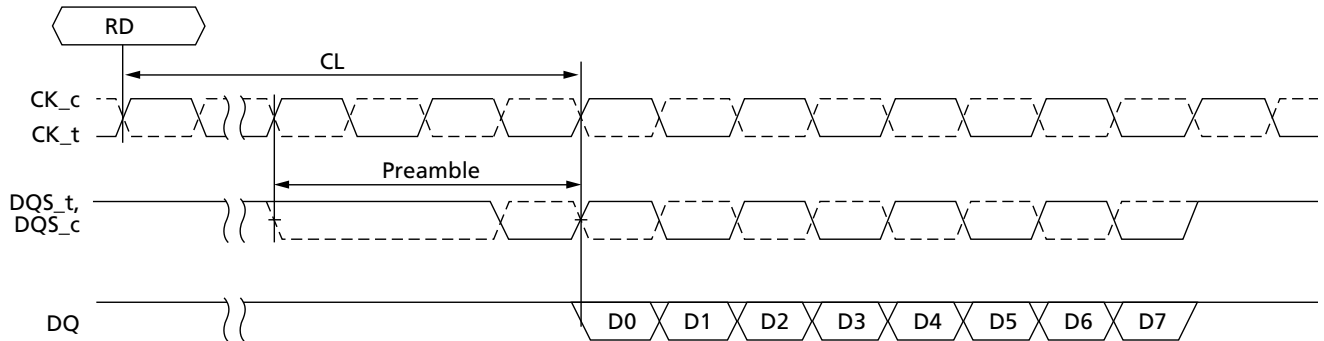 RD
CL
CK_c
CK_t
Preamble
DQS_t,
DQS_c
DQ
D0 D1 D2 D3 D4 D5 D6 D7